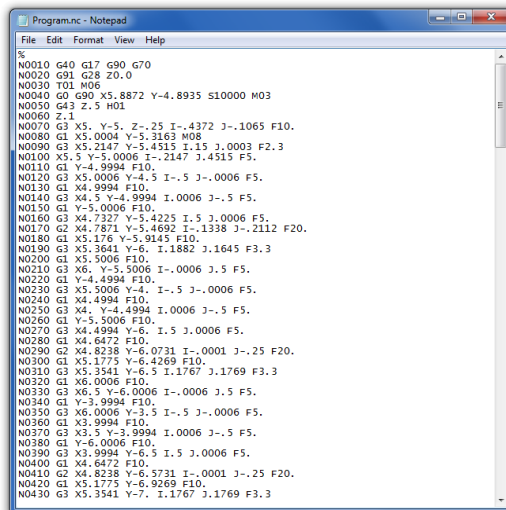 Program.nc - Notepad
File Edit Format View Help
%
N0010 G40 G17 G90 G70
N0020 G91 G28 Z0.0
N0030 T01 M06
N0040 G0 G90 X5.8872 Y-4.8935 S10000 M03
N0050 G43 Z.5 H01
N0060 Z.1
N0070 G3 X5. Y-5. Z-.25 I-.4372 J-.1065 F10.
N0080 G1 X5.0004 Y-5.3163 M08
N0090 G3 X5.2147 Y-5.4515 I.15 J.0003 F2.3
N0100 X5.5 Y-5.0006 I-.2147 J.4515 F5.
N0110 G1 Y-4.9994 F10.
N0120 G3 X5.0006 Y-4.5 I-.5 J-.0006 F5.
N0130 G1 X4.9994 F10.
N0140 G3 X4.5 Y-4.9994 I.0006 J-.5 F5.
N0150 G1 Y-5.0006 F10.
N0160 G3 X4.7327 Y-5.4225 I.5 J.0006 F5.
N0170 G2 X4.7871 Y-5.4692 I-.1338 J-.2112 F20.
N0180 G1 X5.176 Y-5.9145 F10.
N0190 G3 X5.3641 Y-6. I.1882 J.1645 F3.3
N0200 G1 X5.5006 F10.
N0210 G3 X6. Y-5.5006 I-.0006 J.5 F5.
N0220 G1 Y-4.4994 F10.
N0230 G3 X5.5006 Y-4. I-.5 J-.0006 F5.
N0240 G1 X4.4994 F10.
N0250 G3 X4. Y-4.4994 I.0006 J-.5 F5.
N0260 G1 Y-5.5006 F10.
N0270 G3 X4.4994 Y-6. I.5 J.0006 F5.
N0280 G1 X4.6472 F10.
N0290 G2 X4.8238 Y-6.0731 I-.0001 J-.25 F20.
N0300 G1 X5.1775 Y-6.4269 F10.
N0310 G3 X5.3541 Y-6.5 I.1767 J.1769 F3.3
N0320 G1 X6.0006 F10.
N0330 G3 X6.5 Y-6.0006 I-.0006 J.5 F5.
N0340 G1 Y-3.9994 F10.
N0350 G3 X6.0006 Y-3.5 I-.5 J-.0006 F5.
N0360 G1 X3.9994 F10.
N0370 G3 X3.5 Y-3.9994 I.0006 J-.5 F5.
N0380 G1 Y-6.0006 F10.
N0390 G3 X3.9994 Y-6.5 I.5 J.0006 F5.
N0400 G1 X4.6472 F10.
N0410 G2 X4.8238 Y-6.5731 I-.0001 J-.25 F20.
N0420 G1 X5.1775 Y-6.9269 F10.
N0430 G3 X5.3541 Y-7. I.1767 J.1769 F3.3